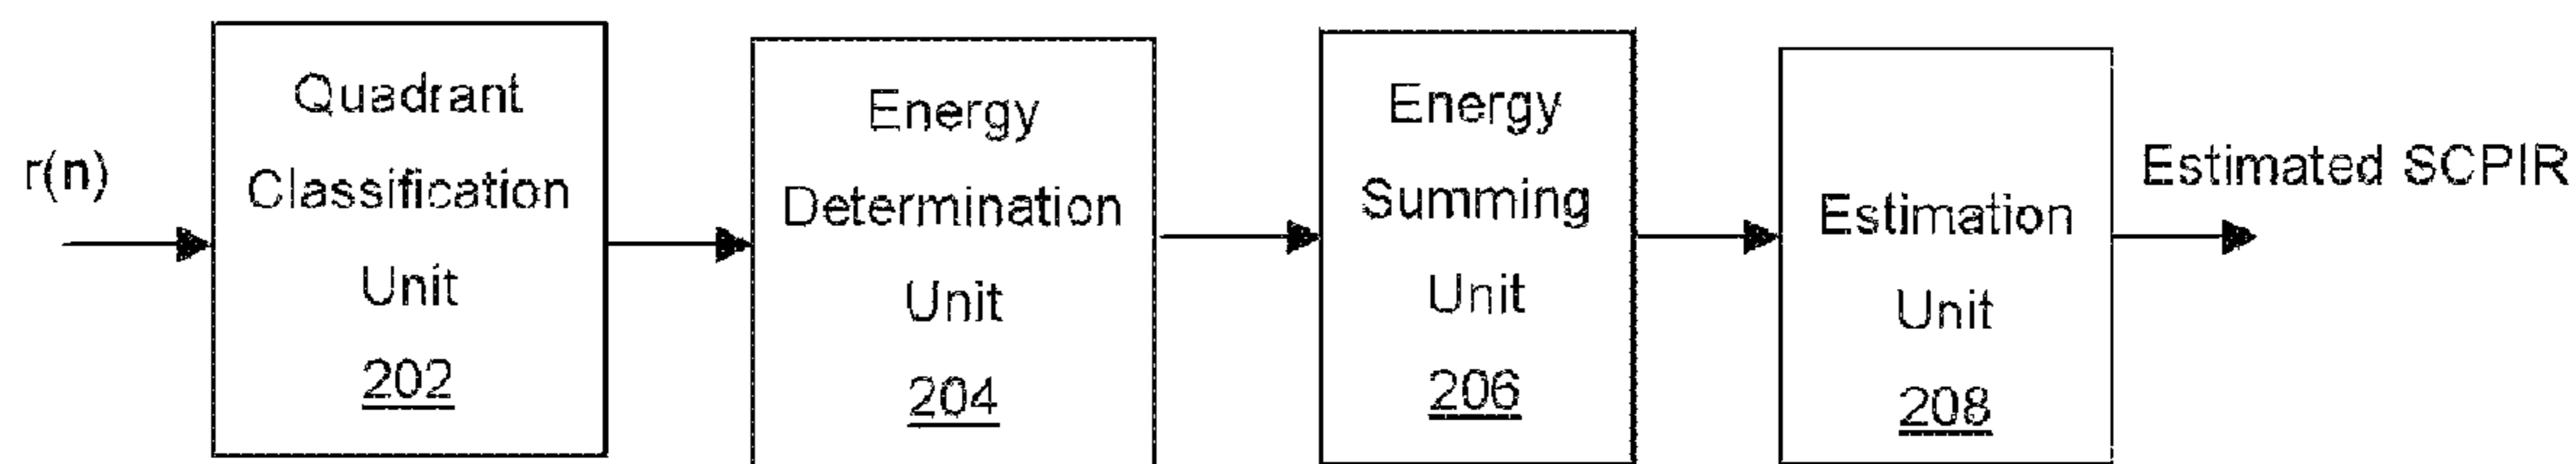 r(n)
Quadrant
Classification
Unit
202
Energy
Determination
Unit
204
Energy
Summing
Unit
206
Estimation
Unit
208
Estimated SCPIR